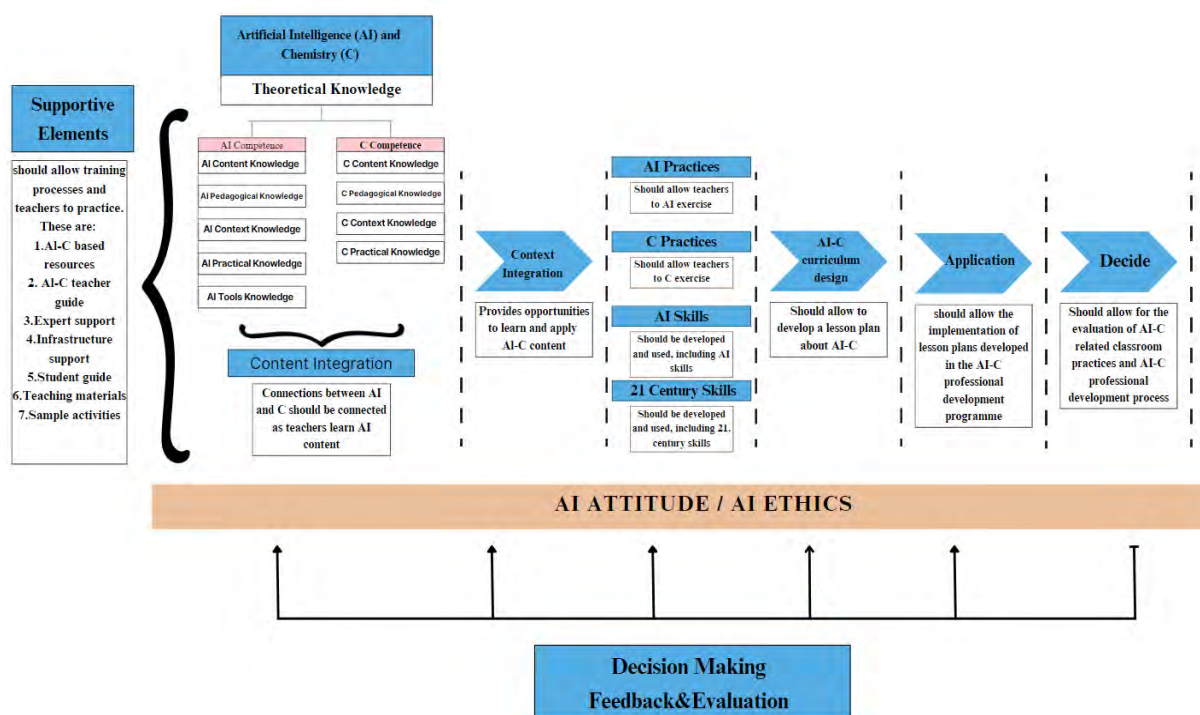 Supportive
Elements
should allow training
processes and
teachers to practice.
These are:
1.AI-C based
resources
2. AI-C teacher
guide
3.Expert support
4.Infrastructure
support
5.Student guide
6.Teaching materials
7.Sample activities
Artificial Intelligence (AI) and
Chemistry (C)
Theoretical Knowledge
AI Competence
AI Content Knowledge
AI Pedagogical Knowledge
AI Context Knowledge
AI Practical Knowledge
AI Tools Knowledge
C Competence
C Content Knowledge
C Pedagogical Knowledge
C Context Knowledge
C Practical Knowledge
Content Integration
Connections between AI
and C should be connected
as teachers learn AI
content
Context
Integration
Provides opportunities
to learn and apply
AI-C content
AI Practices
Should allow teachers
to AI exercise
C Practices
Should allow teachers
to C exercise
AI Skills
Should be developed
and used, including AI
skills
21 Century Skills
Should be developed
and used, including 21.
century skills
AI-C
curriculum
design
Should allow to
develop a lesson plan
about AI-C
Application
should allow the
implementation of
lesson plans developed
in the AI-C
professional
development
programme
Decide
Should allow for the
evaluation of AI-C
related classroom
practices and AI-C
professional
development process
AI ATTITUDE / AI ETHICS
Decision Making
Feedback&Evaluation